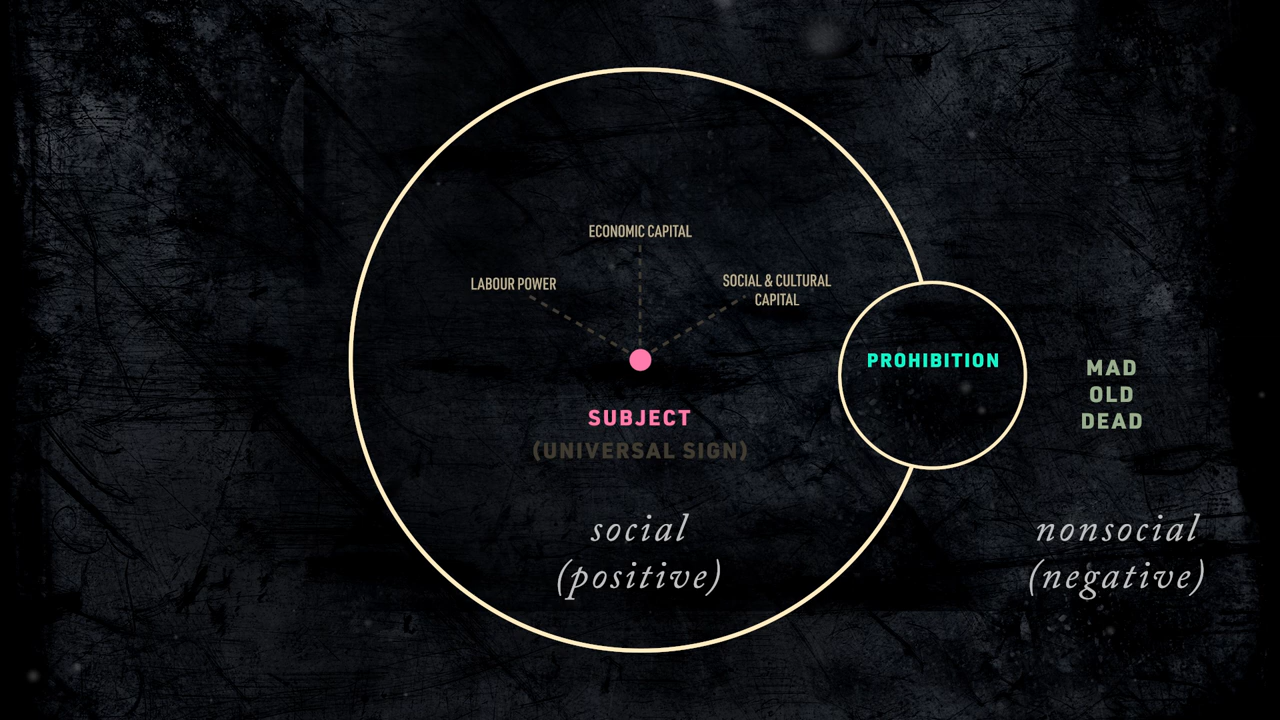 ECONOMIC CAPITAL
LABOUR POWER
SOCIAL & CULTURAL
CAPITAL
PROHIBITION
MAD
OLD
DEAD
SUBJECT
(UNIVERSAL SIGN)
social
(positive)
nonsocial
(negative)